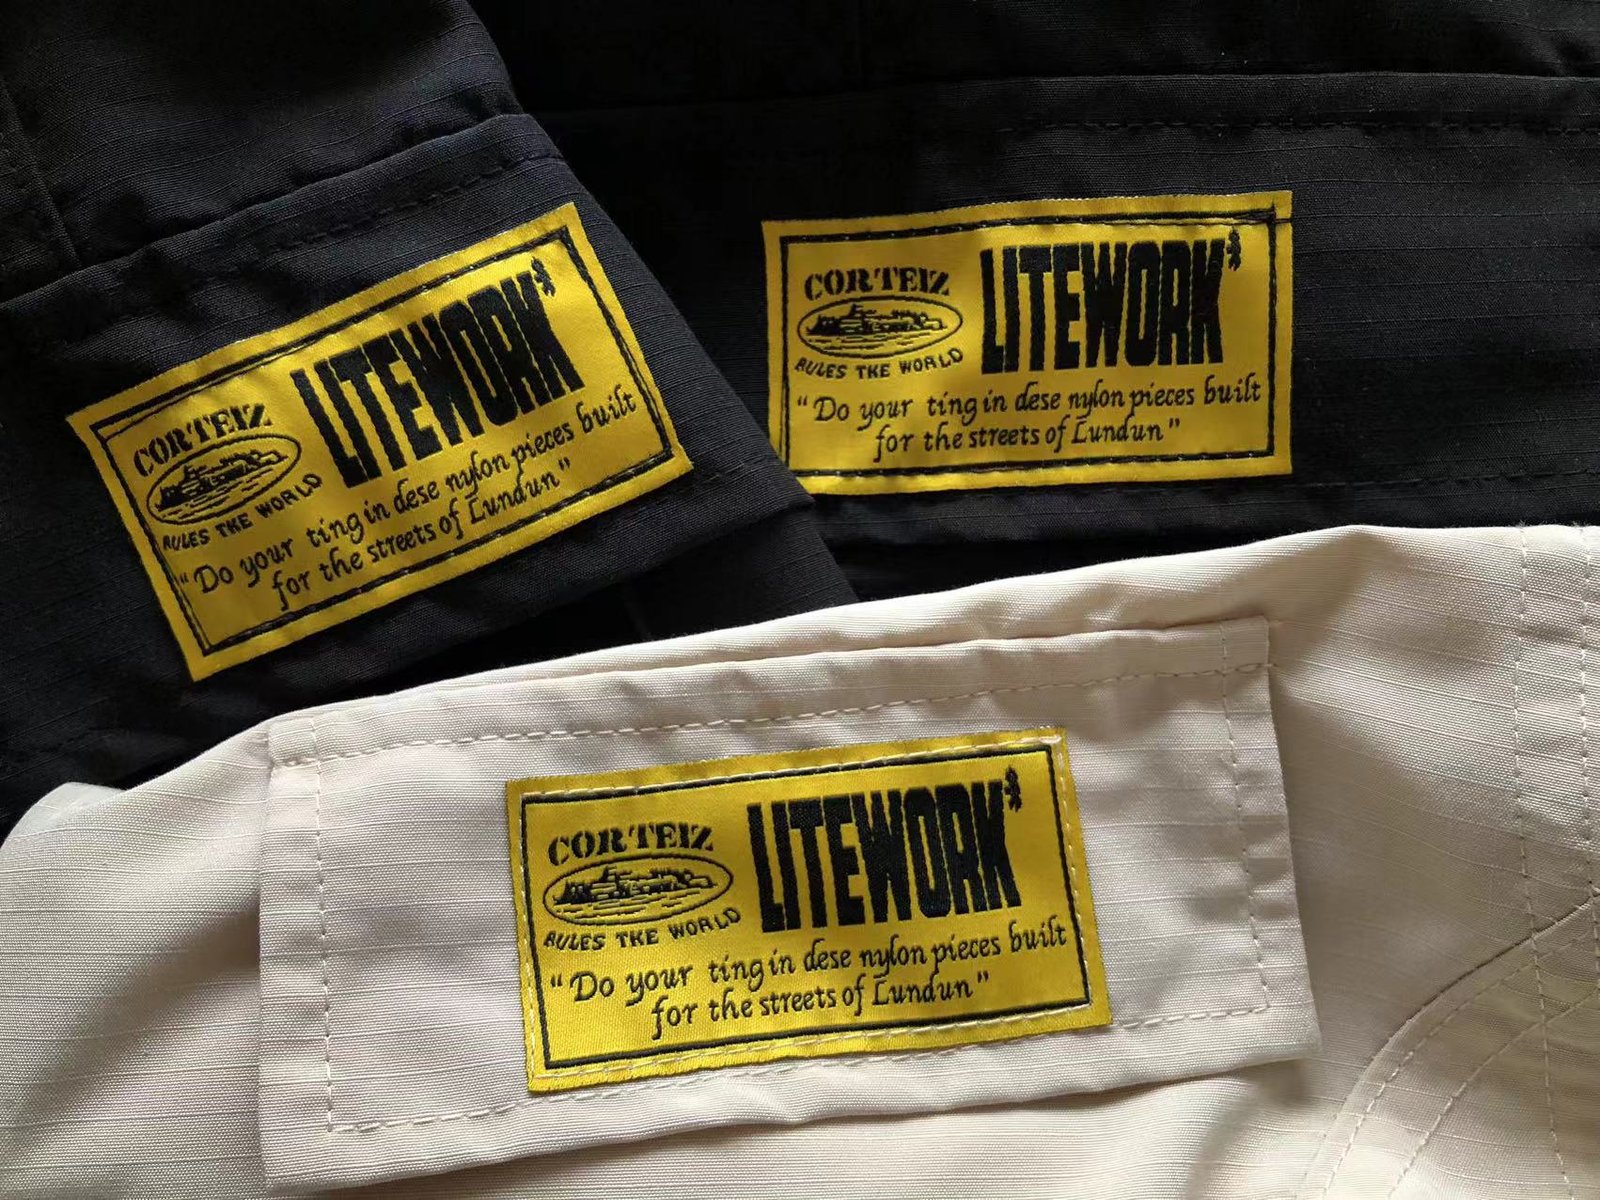 CORTEIZ
RULES THE WORLD
LITEWORK
"Do your ting in dese nylon pieces built
for the streets of Lundun"
CORTEIZ
RULES THE WORLD
LITEWORK
"Do your ting in dese nylon pieces built
for the streets of Lundun"
CORTEIZ
RULES THE WORLD
LITEWORK
"Do your ting in dese nylon pieces built
for the streets of Lundun"